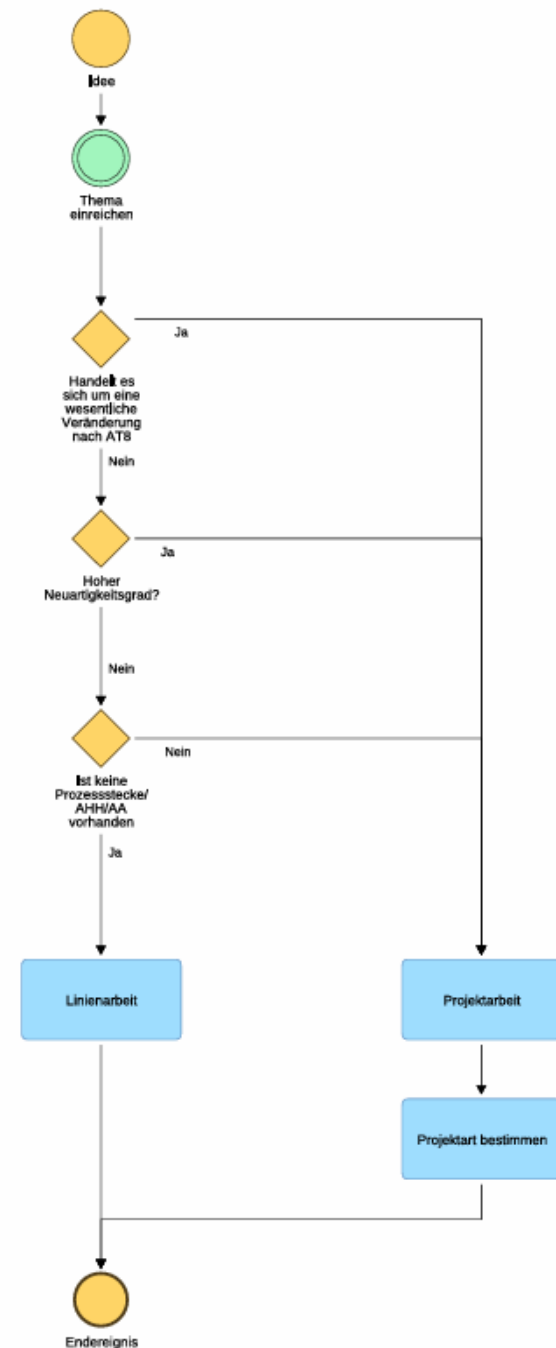 Idee
Thema
einreichen
Ja
Handelt es
sich um eine
wesentliche
Veränderung
nach AT8
Nein
Ja
Hoher
Neuartigkeitsgrad?
Nein
Nein
Ist keine
Prozessstecke/
AHH/AA
vorhanden
Ja
Linienarbeit
Projektarbeit
Projektart bestimmen
Endereignis